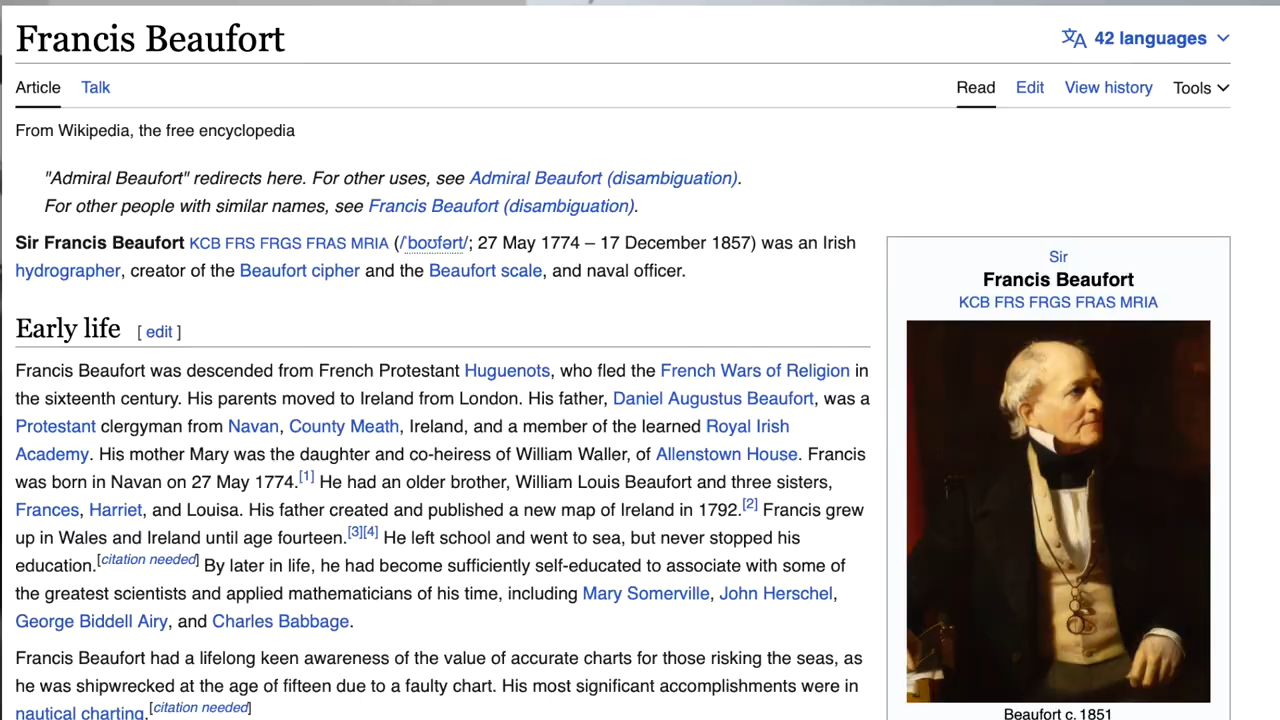 Francis Beaufort
42 languages
Article Talk Read Edit View history Tools
From Wikipedia, the free encyclopedia
"Admiral Beaufort" redirects here. For other uses, see Admiral Beaufort (disambiguation).
For other people with similar names, see Francis Beaufort (disambiguation).
Sir Francis Beaufort KCB FRS FRGS FRAS MRIA (/ˈboʊfərt/; 27 May 1774 – 17 December 1857) was an Irish
hydrographer, creator of the Beaufort cipher and the Beaufort scale, and naval officer.
Early life [ edit ]
Francis Beaufort was descended from French Protestant Huguenots, who fled the French Wars of Religion in
the sixteenth century. His parents moved to Ireland from London. His father, Daniel Augustus Beaufort, was a
Protestant clergyman from Navan, County Meath, Ireland, and a member of the learned Royal Irish
Academy. His mother Mary was the daughter and co-heiress of William Waller, of Allenstown House. Francis
was born in Navan on 27 May 1774.[1] He had an older brother, William Louis Beaufort and three sisters,
Frances, Harriet, and Louisa. His father created and published a new map of Ireland in 1792.[2] Francis grew
up in Wales and Ireland until age fourteen.[3][4] He left school and went to sea, but never stopped his
education.[citation needed] By later in life, he had become sufficiently self-educated to associate with some of
the greatest scientists and applied mathematicians of his time, including Mary Somerville, John Herschel,
George Biddell Airy, and Charles Babbage.
Francis Beaufort had a lifelong keen awareness of the value of accurate charts for those risking the seas, as
he was shipwrecked at the age of fifteen due to a faulty chart. His most significant accomplishments were in
nautical charting.[citation needed]
Sir
Francis Beaufort
KCB FRS FRGS FRAS MRIA
Beaufort c. 1851